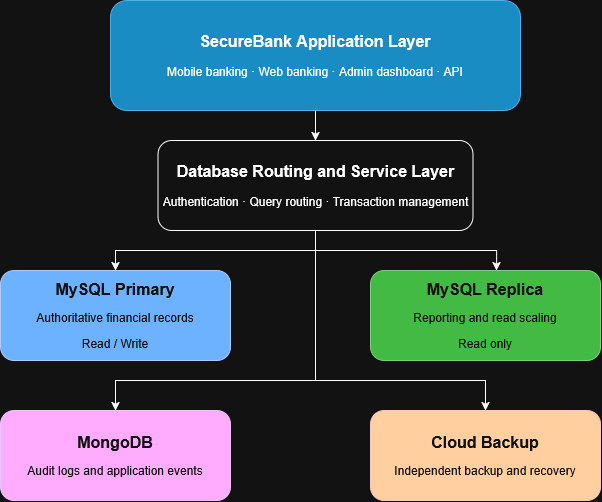 SecureBank Application Layer
Mobile banking · Web banking · Admin dashboard · API
Database Routing and Service Layer
Authentication · Query routing · Transaction management
MySQL Primary
Authoritative financial records
Read / Write
MySQL Replica
Reporting and read scaling
Read only
MongoDB
Audit logs and application events
Cloud Backup
Independent backup and recovery